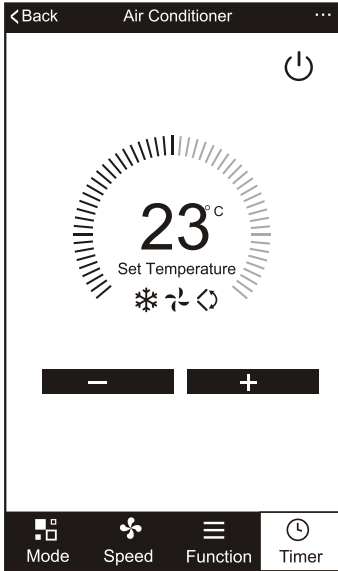 Back Air Conditioner ...
23°C
Set Temperature
− +
Mode Speed Function Timer